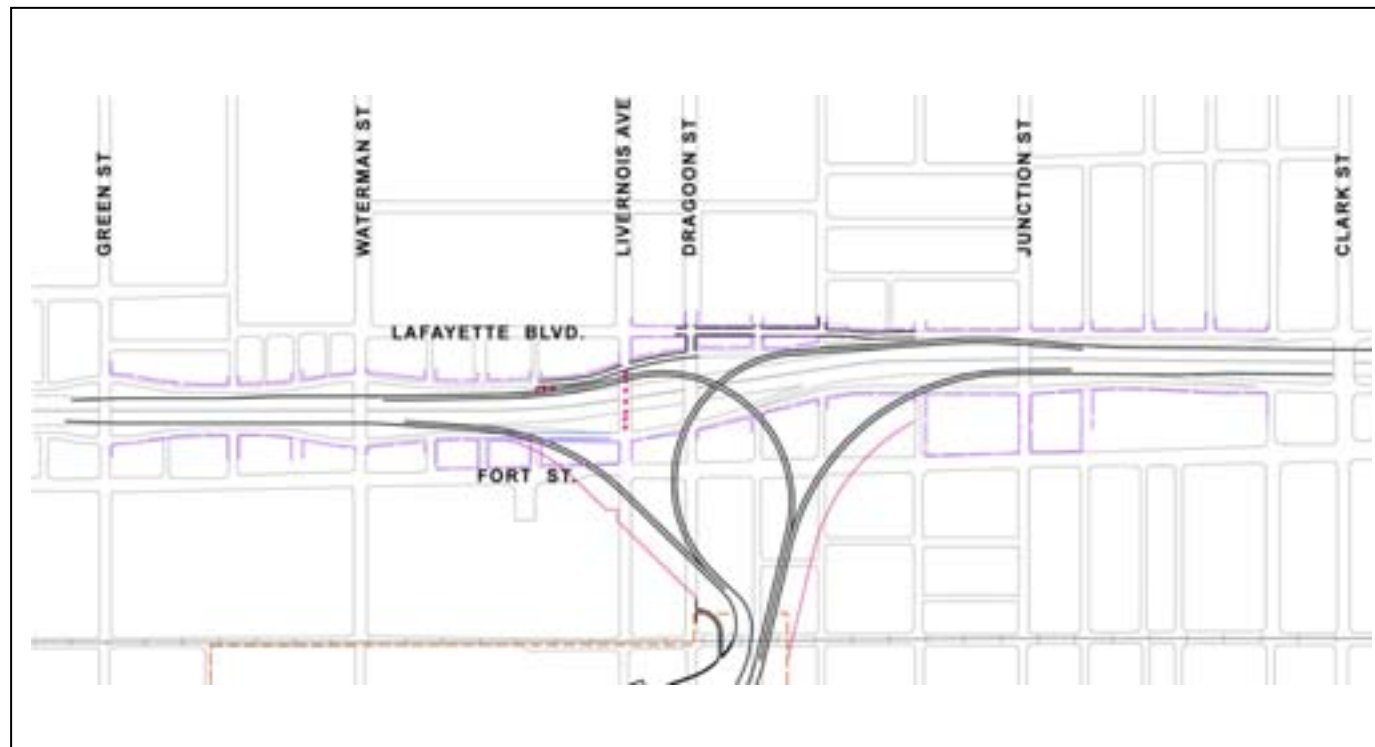 GREEN ST
WATERMAN ST
LIVERNOIS AVE
DRAGOON ST
JUNCTION ST
CLARK ST
LAFAYETTE BLVD.
FORT ST.